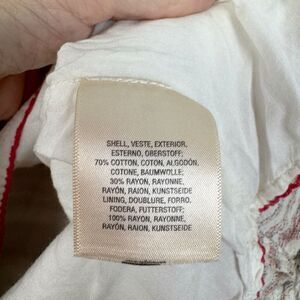 SHELL, VESTE, EXTERIOR,
ESTERNO, OBERSTOFF;
70% COTTON, COTON, ALGODÓN,
COTONE, BAUMWOLLE;
30% RAYON, RAYONNE,
RAYÓN, RAION, KUNSTSEIDE
LINING, DOUBLURE, FORRO,
FODERA, FUTTERSTOFF;
100% RAYON, RAYONNE,
RAYÓN, RAION, KUNSTSEIDE